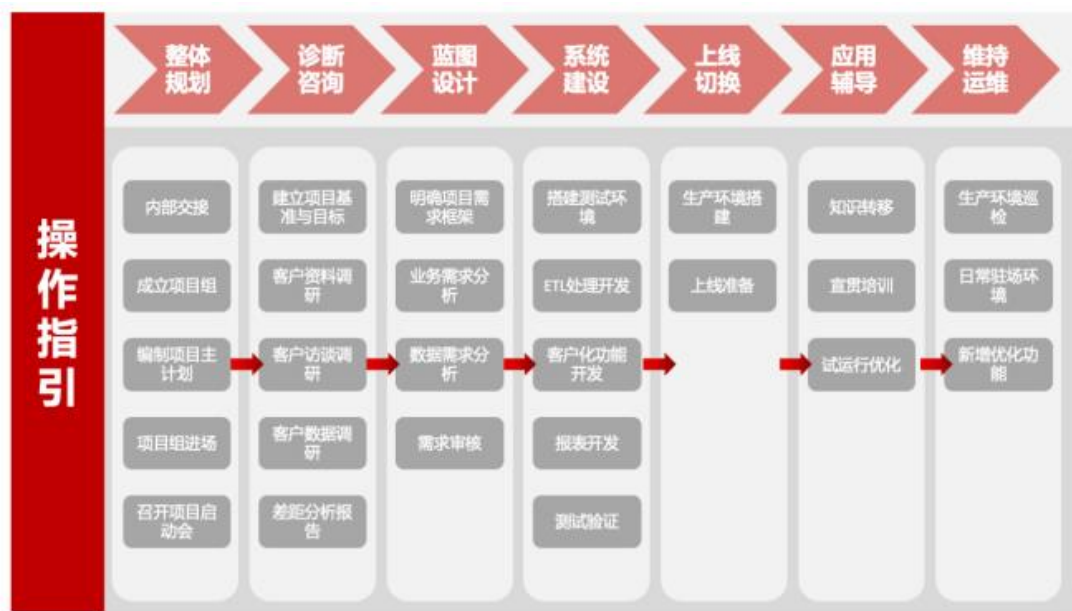 操作指引
整体
规划
诊断
咨询
蓝图
设计
系统
建设
上线
切换
应用
辅导
维持
运维
内部交接
成立项目组
编制项目主
计划
项目组进场
召开项目启
动会
建立项目基
准与目标
客户资料调
研
客户访谈调
研
客户数据调
研
差距分析报
告
明确项目需
求框架
业务需求分
析
数据需求分
析
需求审核
搭建测试环
境
ETL处理开发
客户化功能
开发
报表开发
测试验证
生产环境搭
建
上线准备
知识转移
宣贯培训
试运行优化
生产环境巡
检
日常驻场环
境
新增优化功
能